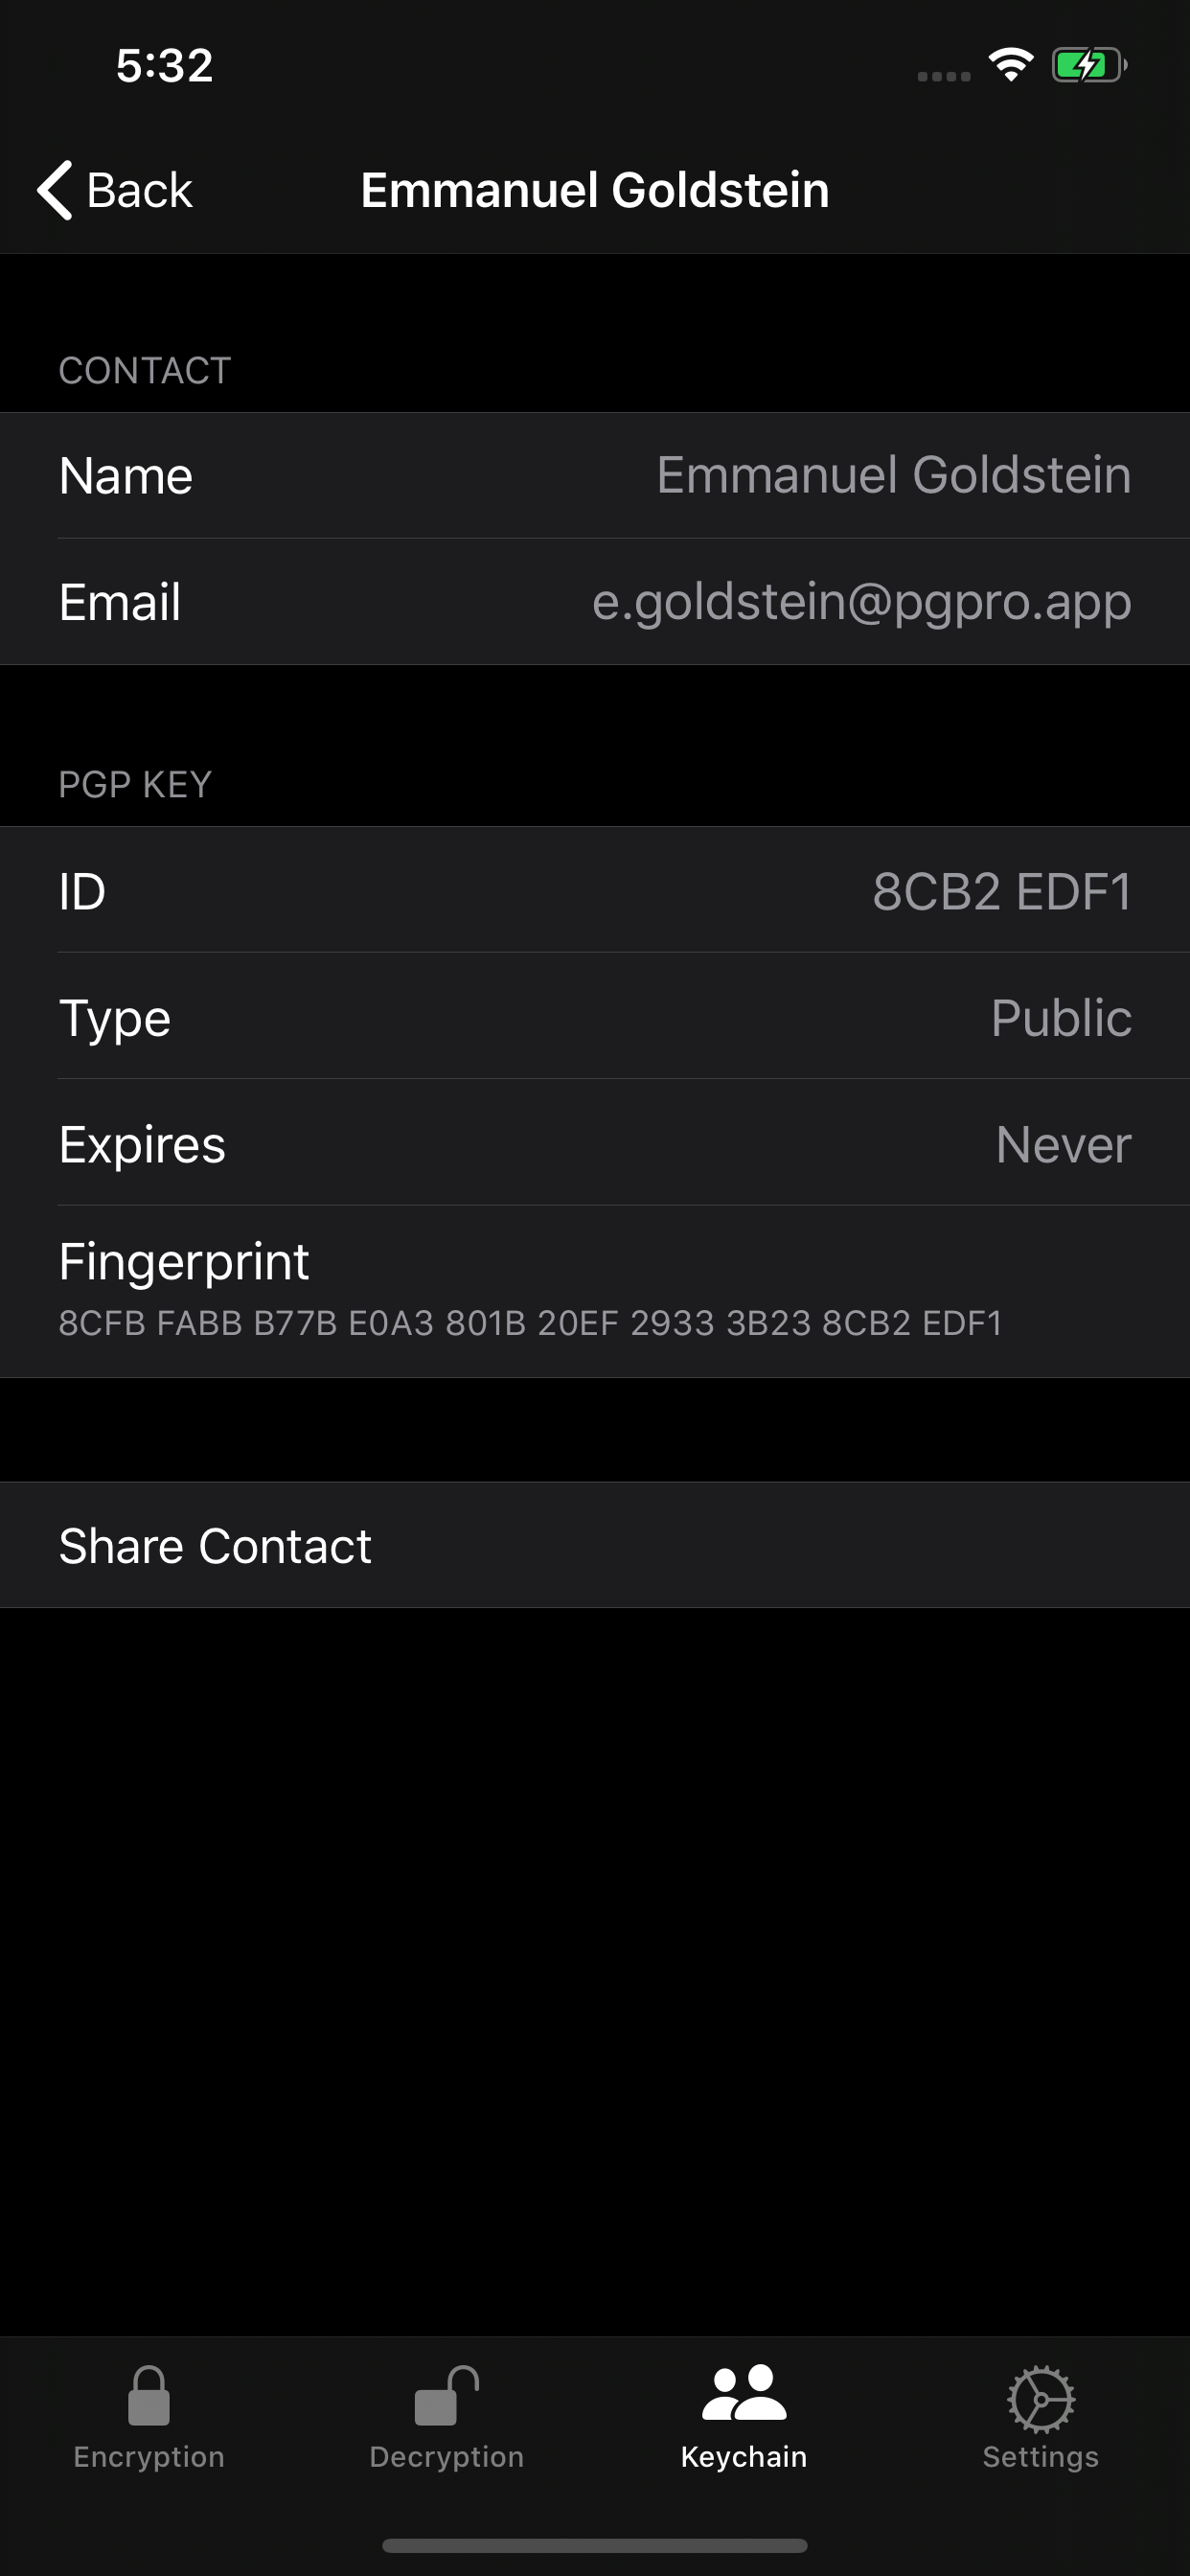 5:32
Back
Emmanuel Goldstein
CONTACT
Name Emmanuel Goldstein
Email e.goldstein@pgpro.app
PGP KEY
ID 8CB2 EDF1
Type Public
Expires Never
Fingerprint
8CFB FABB B77B E0A3 801B 20EF 2933 3B23 8CB2 EDF1
Share Contact
Encryption Decryption Keychain Settings